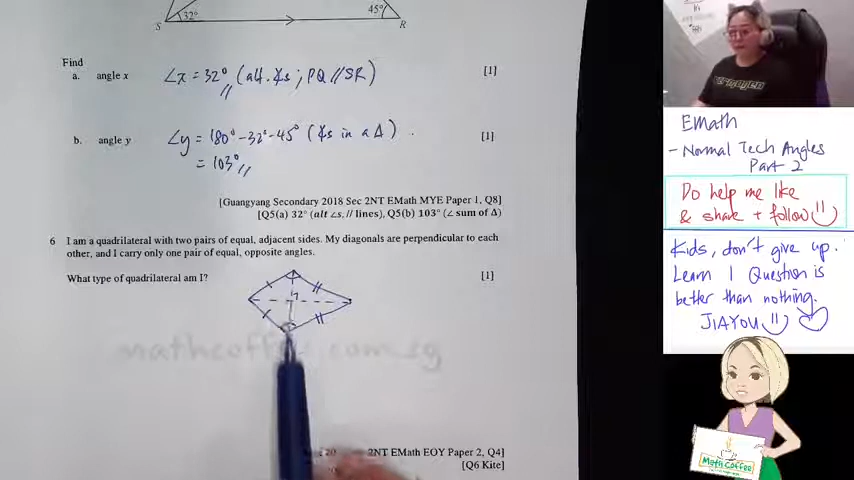 S
32°
45°
R
Find
a. angle x ∠x = 32° (alt. ∠s ; PQ // SR) [1]
b. angle y ∠y = 180° - 32° - 45° (∠s in a Δ) [1]
= 103°
[Guangyang Secondary 2018 Sec 2NT EMath MYE Paper 1, Q8]
[Q5(a) 32° (alt ∠s, // lines), Q5(b) 103° (∠ sum of Δ)]
6 I am a quadrilateral with two pairs of equal, adjacent sides. My diagonals are perpendicular to each
other, and I carry only one pair of equal, opposite angles.
What type of quadrilateral am I? [1]
mathcoffee.com.sg
2NT EMath EOY Paper 2, Q4]
[Q6 Kite]
EMath
- Normal Tech Angles
Part 2
Do help me like
& share + follow
Kids, don't give up.
Learn 1 Question is
better than nothing.
JIAYOU
Math Coffee